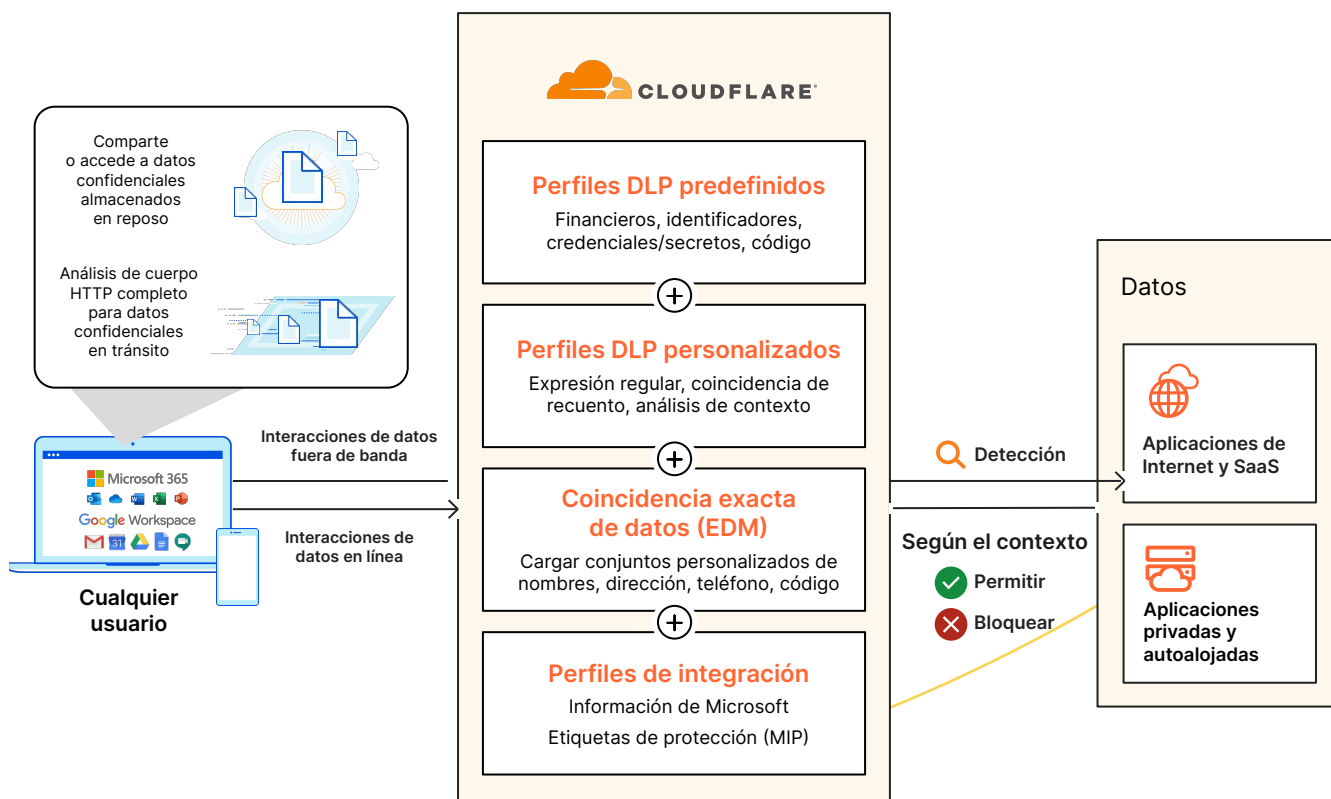 Comparte
o accede a datos
confidenciales
almacenados
en reposo
Análisis de cuerpo
HTTP completo
para datos
confidenciales
en tránsito
Microsoft 365
Google Workspace
31
Cualquier
usuario
Interacciones de datos
fuera de banda
Interacciones de
datos en línea
CLOUDFLARE
Perfiles DLP predefinidos
Financieros, identificadores,
credenciales/secretos, código
Perfiles DLP personalizados
Expresión regular, coincidencia de
recuento, análisis de contexto
Coincidencia exacta
de datos (EDM)
Cargar conjuntos personalizados de
nombres, dirección, teléfono, código
Perfiles de integración
Información de Microsoft
Etiquetas de protección (MIP)
Detección
Según el contexto
Permitir
Bloquear
Datos
Aplicaciones de
Internet y SaaS
Aplicaciones
privadas y
autoalojadas